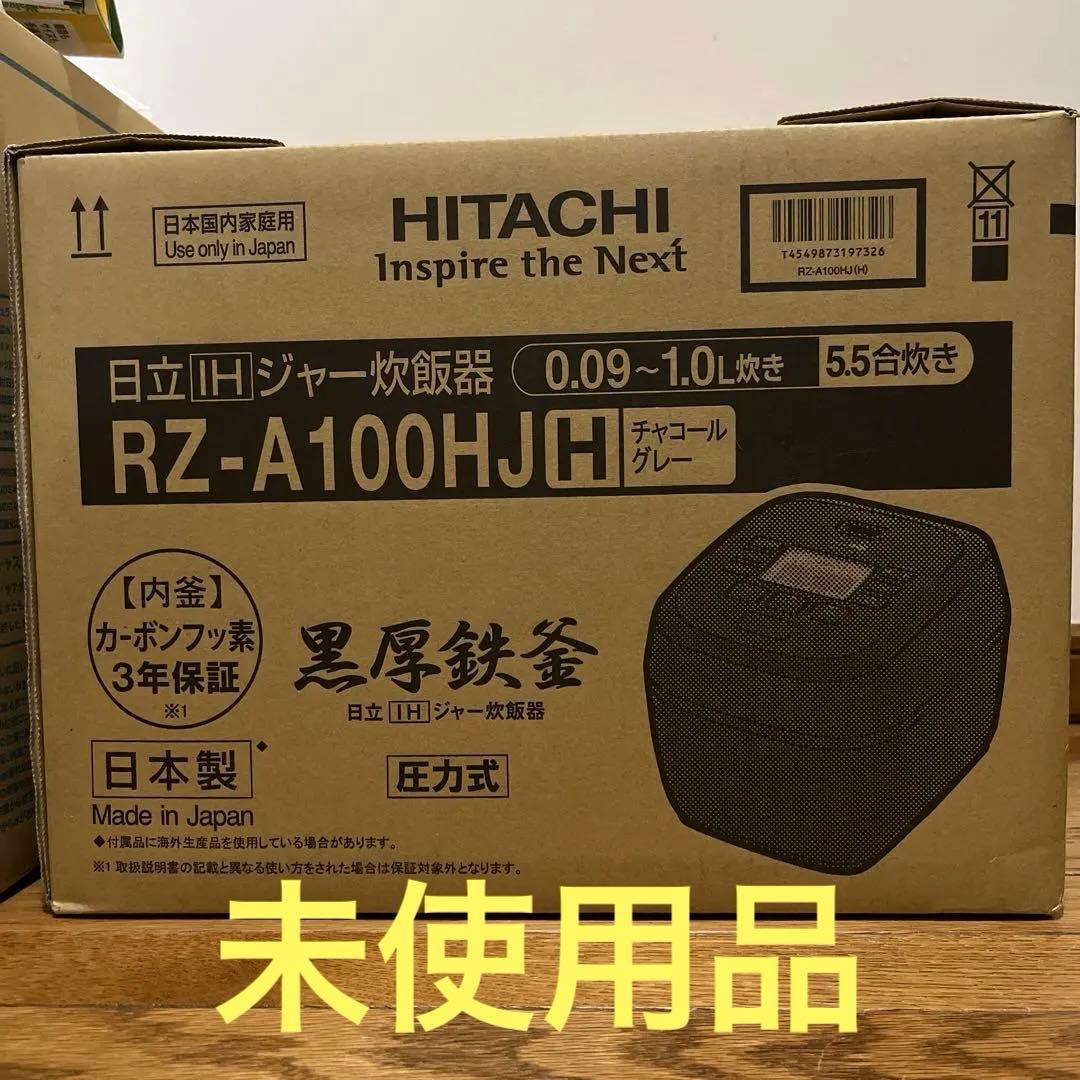 日本国内家庭用
Use only in Japan
HITACHI
Inspire the Next
T4549873197326
RZ-A100HJ(H)
11
日立IHジャー炊飯器
0.09～1.0L炊き
5.5合炊き
RZ-A100HJ H
チャコール
グレー
【内釜】
カーボンフッ素
3年保証
※1
黒厚鉄釜
日立IHジャー炊飯器
日本製◆
Made in Japan
圧力式
◆付属品に海外生産品を使用している場合があります。
※1 取扱説明書の記載と異なる使い方をされた場合は保証対象外となります。
未使用品